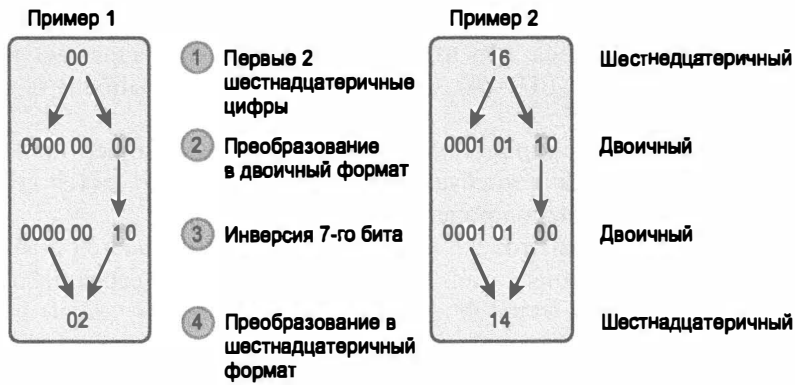 Пример 1
Пример 2
00
1 Первые 2
шестнадцатеричные
цифры
16
Шестнадцатеричный
0000 00 00
2 Преобразование
в двоичный формат
0001 01 10
Двоичный
0000 00 10
3 Инверсия 7-го бита
0001 01 00
Двоичный
02
4 Преобразование в
шестнадцатеричный
формат
14
Шестнадцатеричный